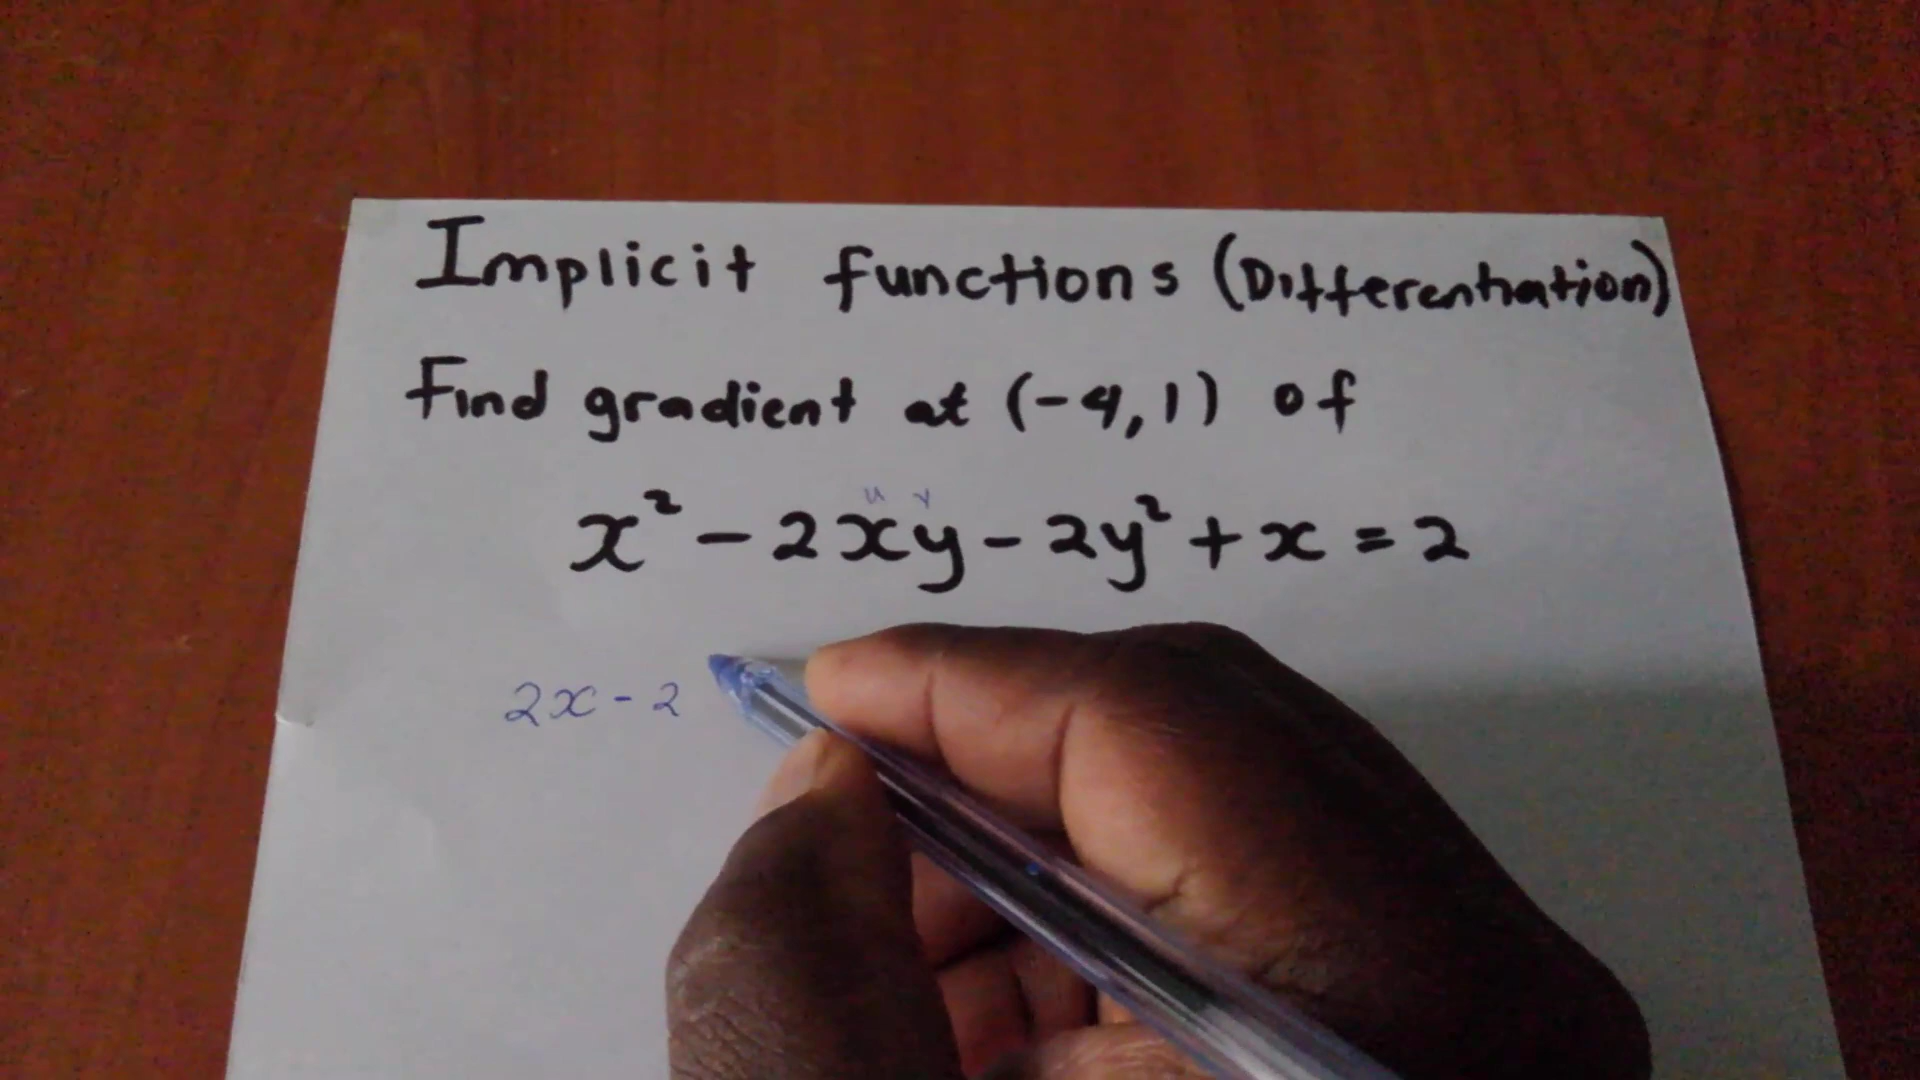 Implicit functions (Differentiation)
Find gradient at (-4,1) of
u v
x² - 2xy - 2y² + x = 2
2x - 2